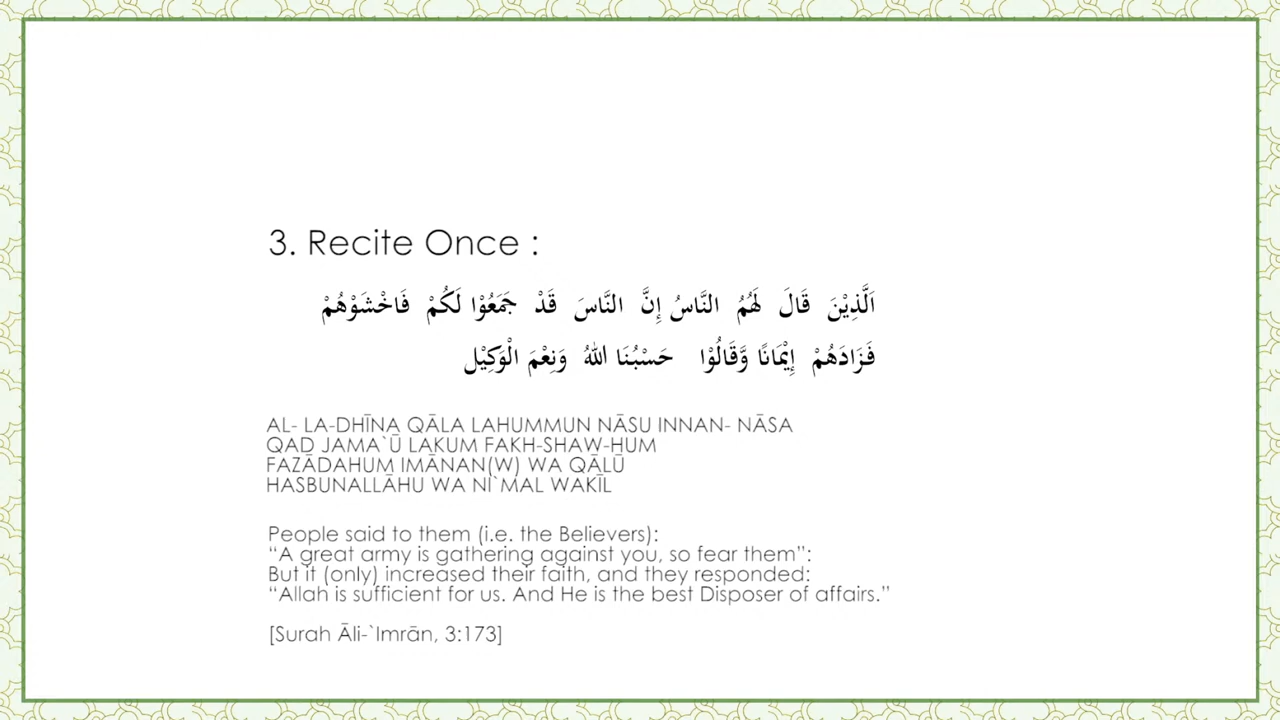 3. Recite Once :
اَلَّذِيْنَ قَالَ لَهُمُ النَّاسُ إِنَّ النَّاسَ قَدْ جَمَعُوْا لَكُمْ فَاخْشَوْهُمْ
فَزَادَهُمْ إِيْمَانًا وَّقَالُوْا حَسْبُنَا اللهُ وَنِعْمَ الْوَكِيْل
AL- LA-DHĪNA QĀLA LAHUMMUN NĀSU INNAN- NĀSA
QAD JAMA`Ū LAKUM FAKH-SHAW-HUM
FAZĀDAHUM IMĀNAN(W) WA QĀLŪ
HASBUNALLĀHU WA NI`MAL WAKĪL
People said to them (i.e. the Believers):
“A great army is gathering against you, so fear them”:
But it (only) increased their faith, and they responded:
“Allah is sufficient for us. And He is the best Disposer of affairs.”
[Surah Āli-`Imrān, 3:173]